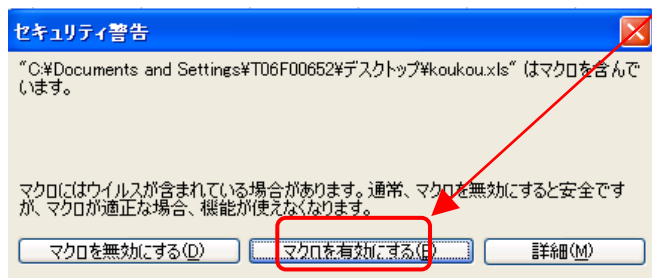 セキュリティ警告
"C:¥Documents and Settings¥T06F00652¥デスクトップ¥koukou.xls" はマクロを含んで
います。
マクロにはウイルスが含まれている場合があります。通常、マクロを無効にすると安全です
が、マクロが適正な場合、機能が使えなくなります。
マクロを無効にする(D) マクロを有効にする(E) 詳細(M)